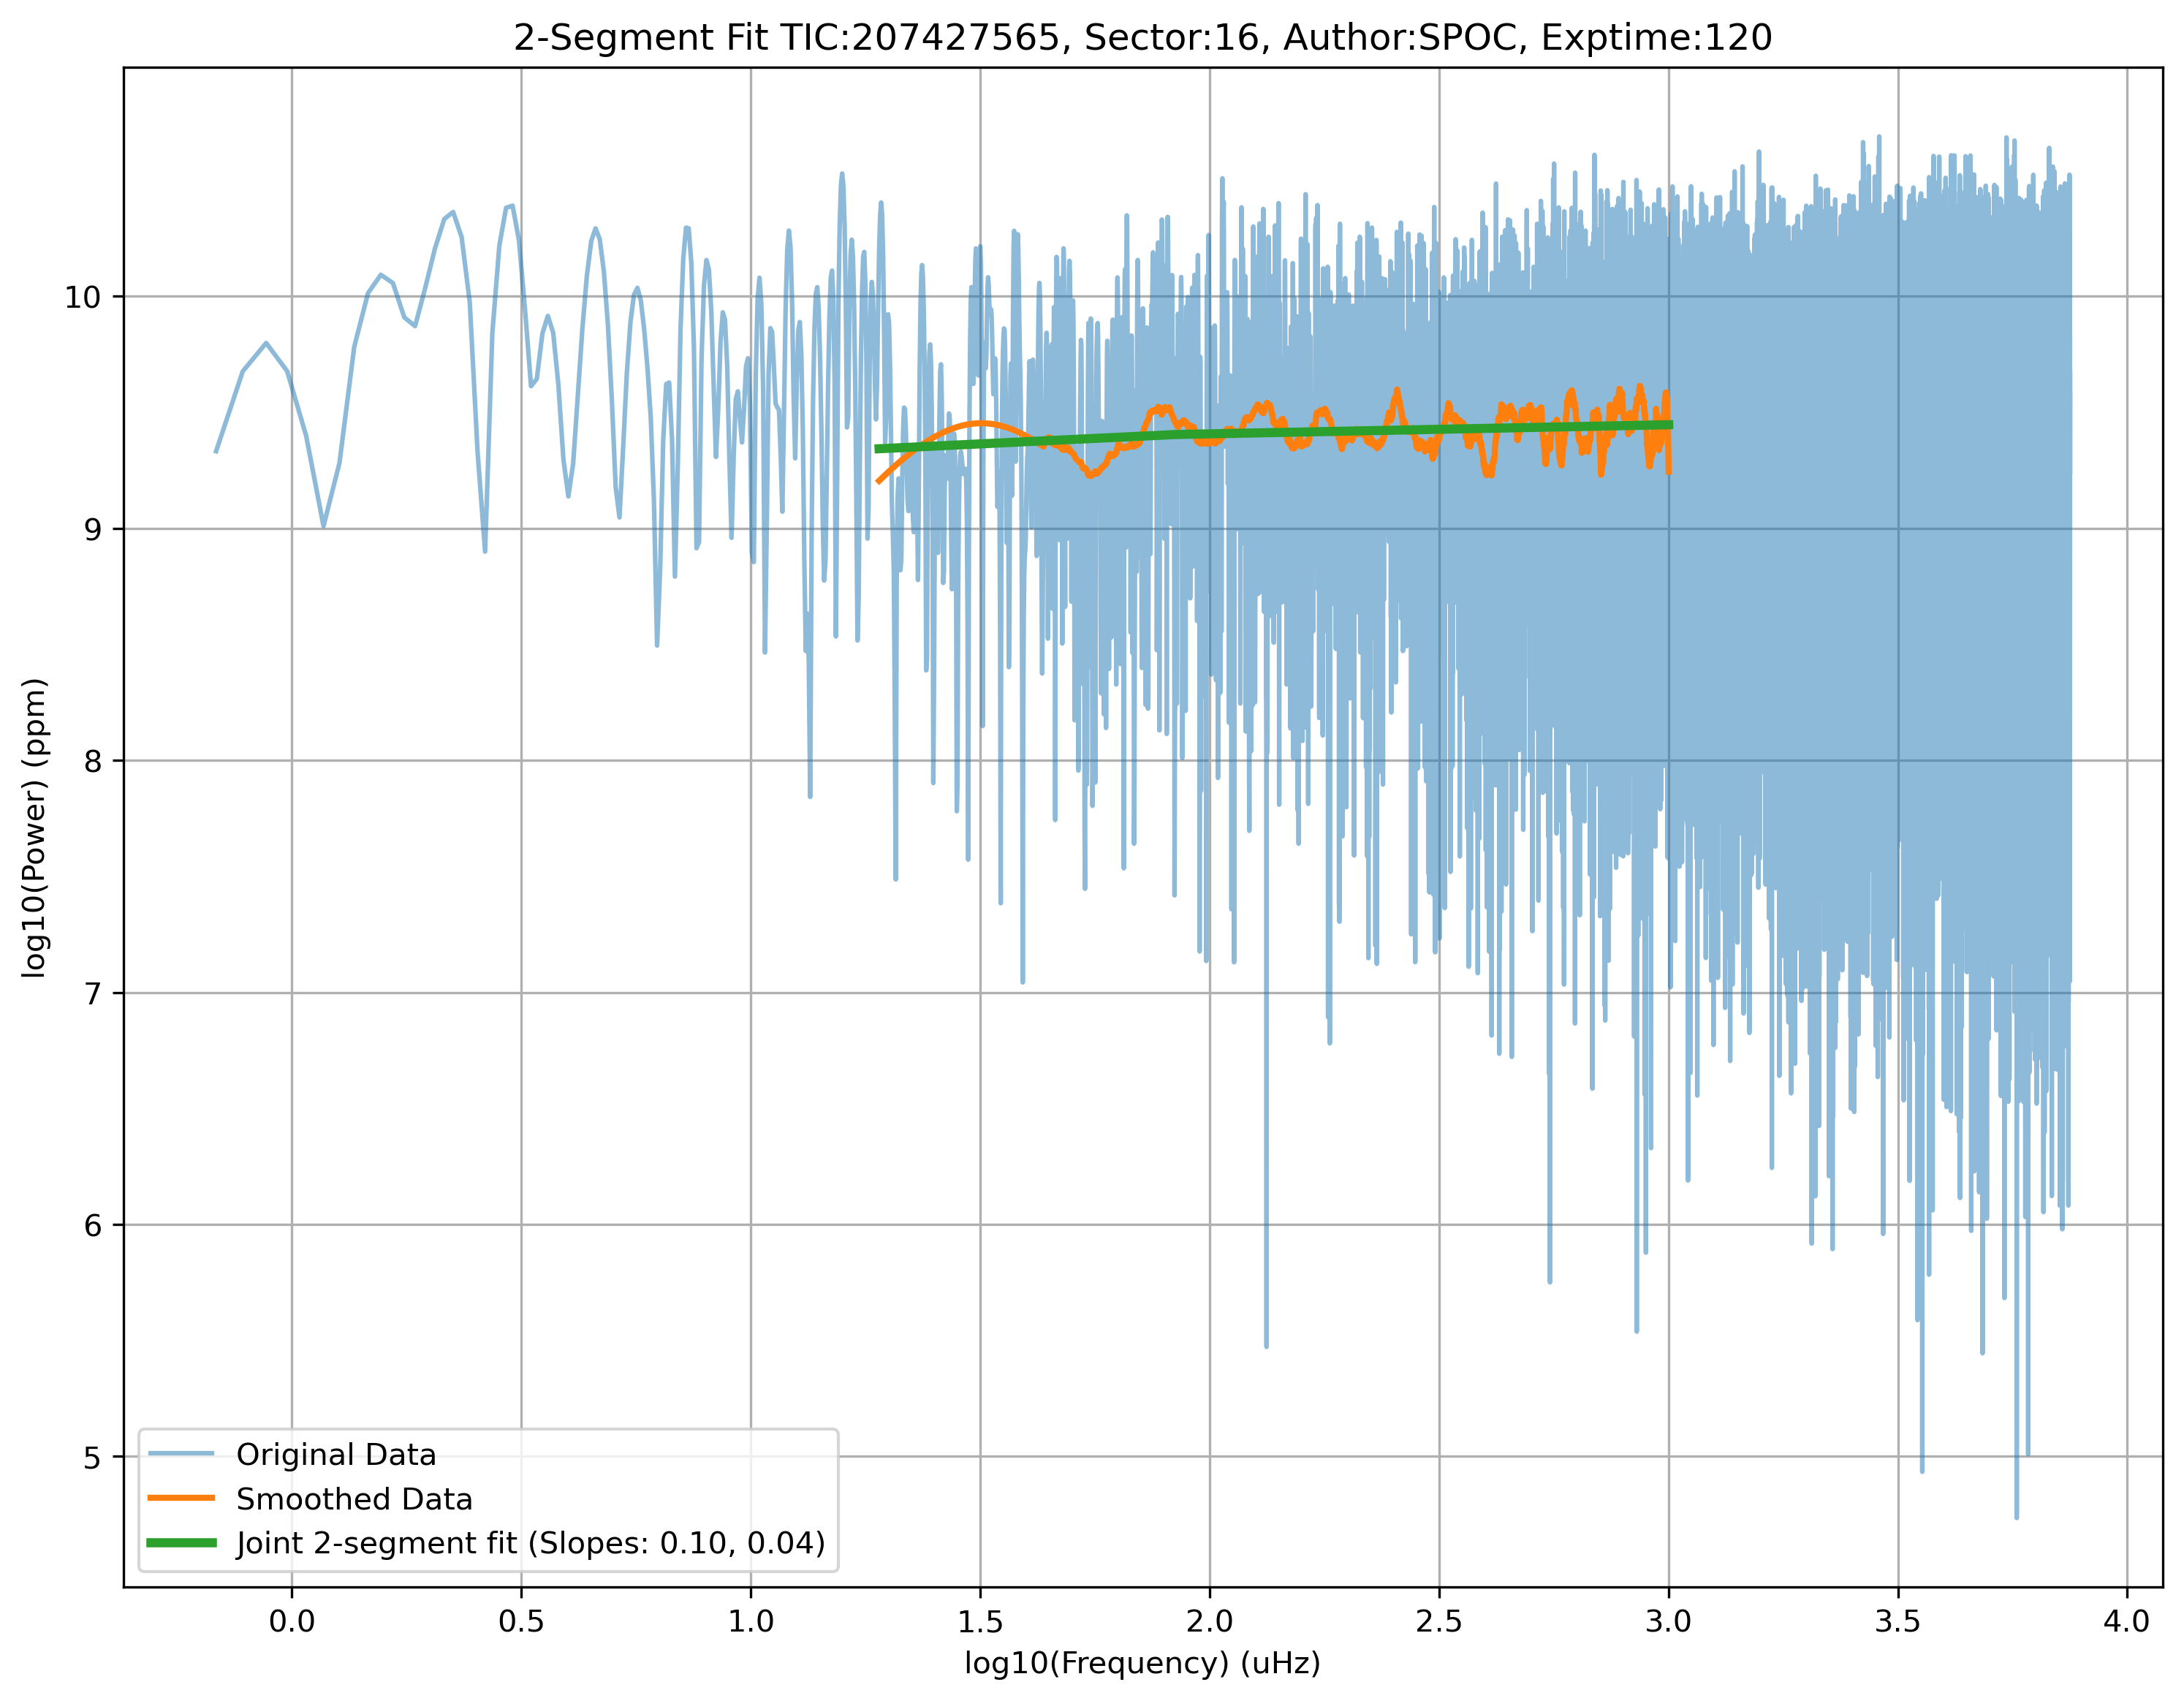 2-Segment Fit TIC:207427565, Sector:16, Author:SPOC, Exptime:120
log10(Power) (ppm)
10
9
8
7
6
5
Original Data
Smoothed Data
Joint 2-segment fit (Slopes: 0.10, 0.04)
0.0 0.5 1.0 1.5 2.0 2.5 3.0 3.5 4.0
log10(Frequency) (uHz)